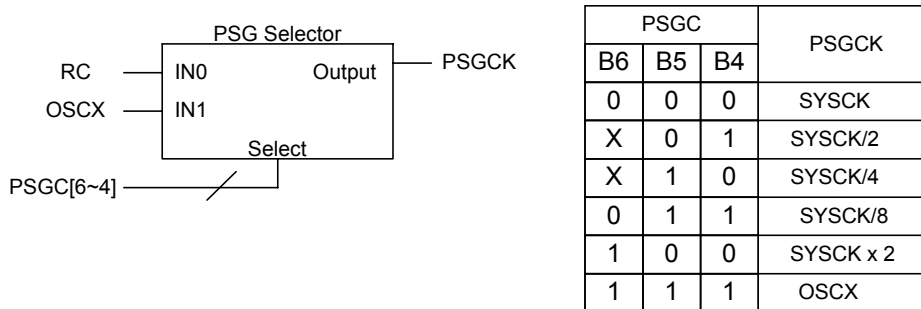 PSG Selector
RC IN0 Output PSGCK
OSCX IN1
Select
PSGC[6~4]
PSGC PSGCK
B6 B5 B4
0 0 0 SYSCK
X 0 1 SYSCK/2
X 1 0 SYSCK/4
0 1 1 SYSCK/8
1 0 0 SYSCK x 2
1 1 1 OSCX